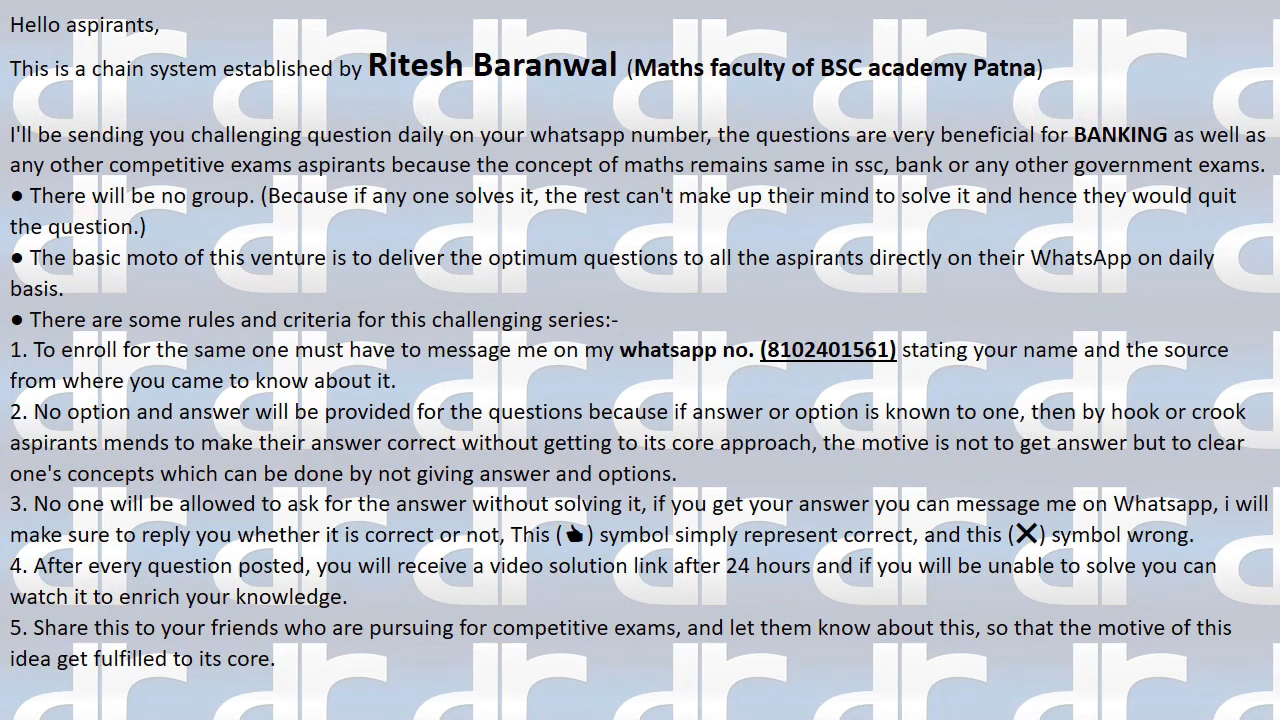 Hello aspirants,
This is a chain system established by Ritesh Baranwal (Maths faculty of BSC academy Patna)
I'll be sending you challenging question daily on your whatsapp number, the questions are very beneficial for BANKING as well as
any other competitive exams aspirants because the concept of maths remains same in ssc, bank or any other government exams.
● There will be no group. (Because if any one solves it, the rest can't make up their mind to solve it and hence they would quit
the question.)
● The basic moto of this venture is to deliver the optimum questions to all the aspirants directly on their WhatsApp on daily
basis.
● There are some rules and criteria for this challenging series:-
1. To enroll for the same one must have to message me on my whatsapp no. (8102401561) stating your name and the source
from where you came to know about it.
2. No option and answer will be provided for the questions because if answer or option is known to one, then by hook or crook
aspirants mends to make their answer correct without getting to its core approach, the motive is not to get answer but to clear
one's concepts which can be done by not giving answer and options.
3. No one will be allowed to ask for the answer without solving it, if you get your answer you can message me on Whatsapp, i will
make sure to reply you whether it is correct or not, This (👍) symbol simply represent correct, and this (❌) symbol wrong.
4. After every question posted, you will receive a video solution link after 24 hours and if you will be unable to solve you can
watch it to enrich your knowledge.
5. Share this to your friends who are pursuing for competitive exams, and let them know about this, so that the motive of this
idea get fulfilled to its core.